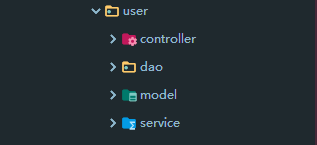 user
controller
dao
model
service